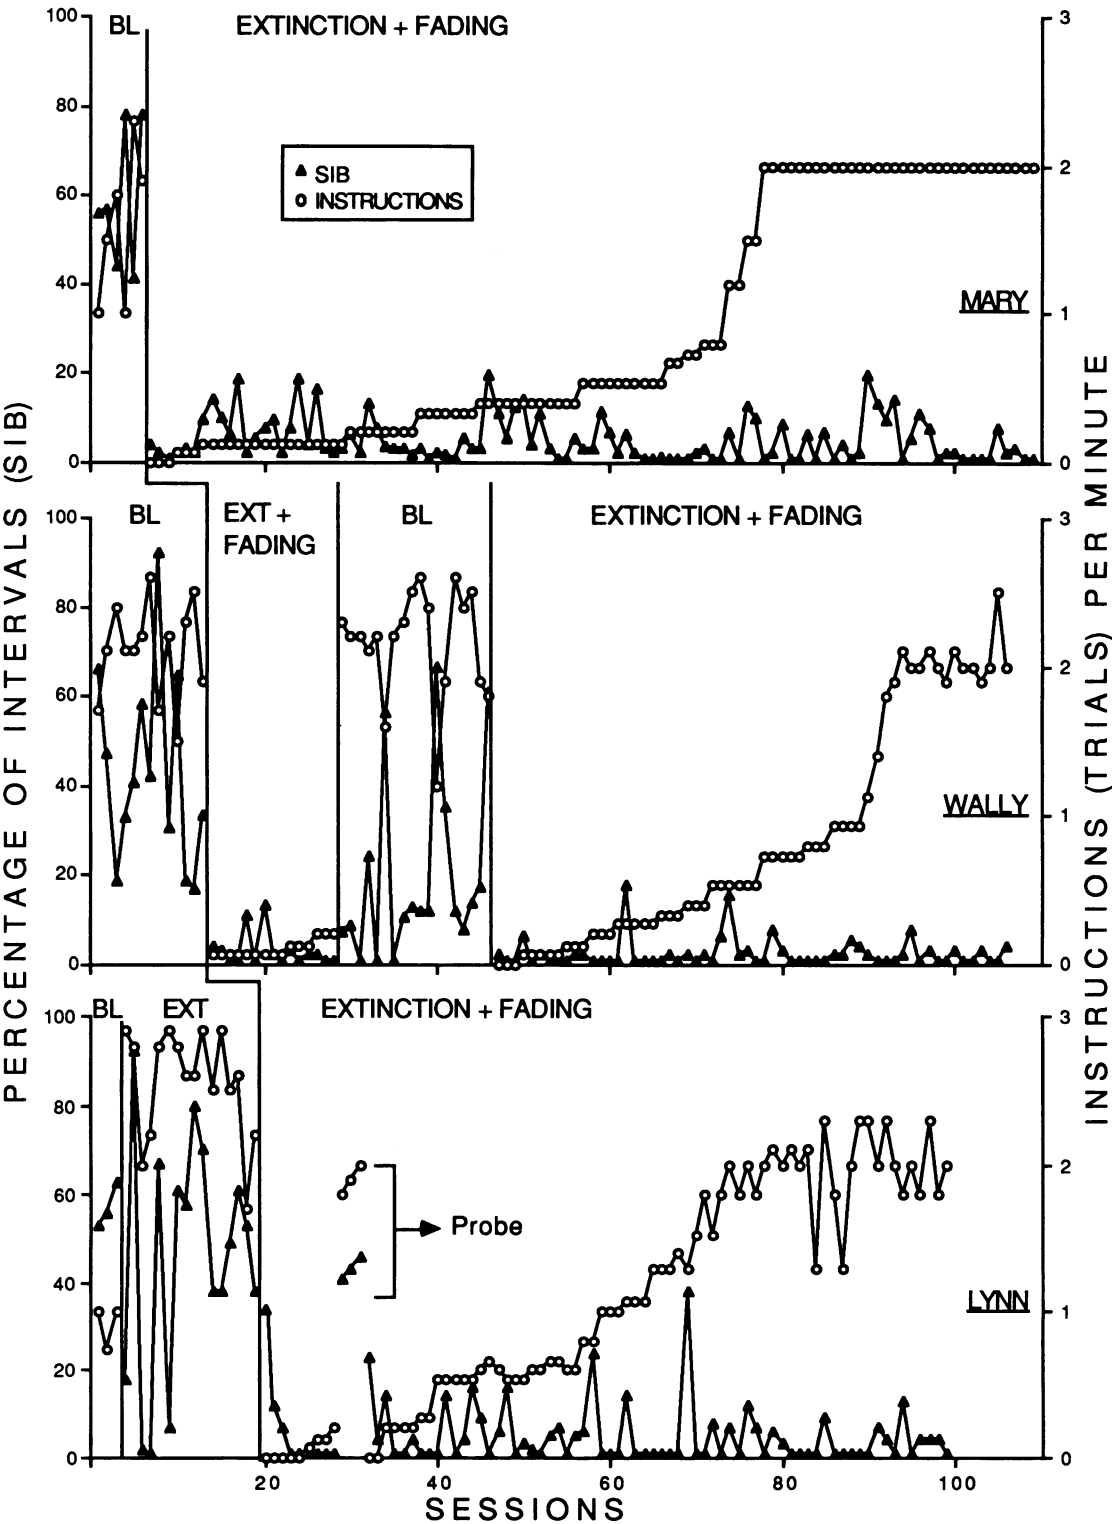 PERCENTAGE OF INTERVALS (SIB)
INSTRUCTIONS (TRIALS) PER MINUTE
BL
EXTINCTION + FADING
100
80
60
40
20
0
3
2
1
0
SIB
INSTRUCTIONS
MARY
BL
EXT +
FADING
BL
EXTINCTION + FADING
100
80
60
40
20
0
3
2
1
0
WALLY
BL
EXT
EXTINCTION + FADING
100
80
60
40
20
0
3
2
1
0
Probe
LYNN
20
40
60
80
100
SESSIONS